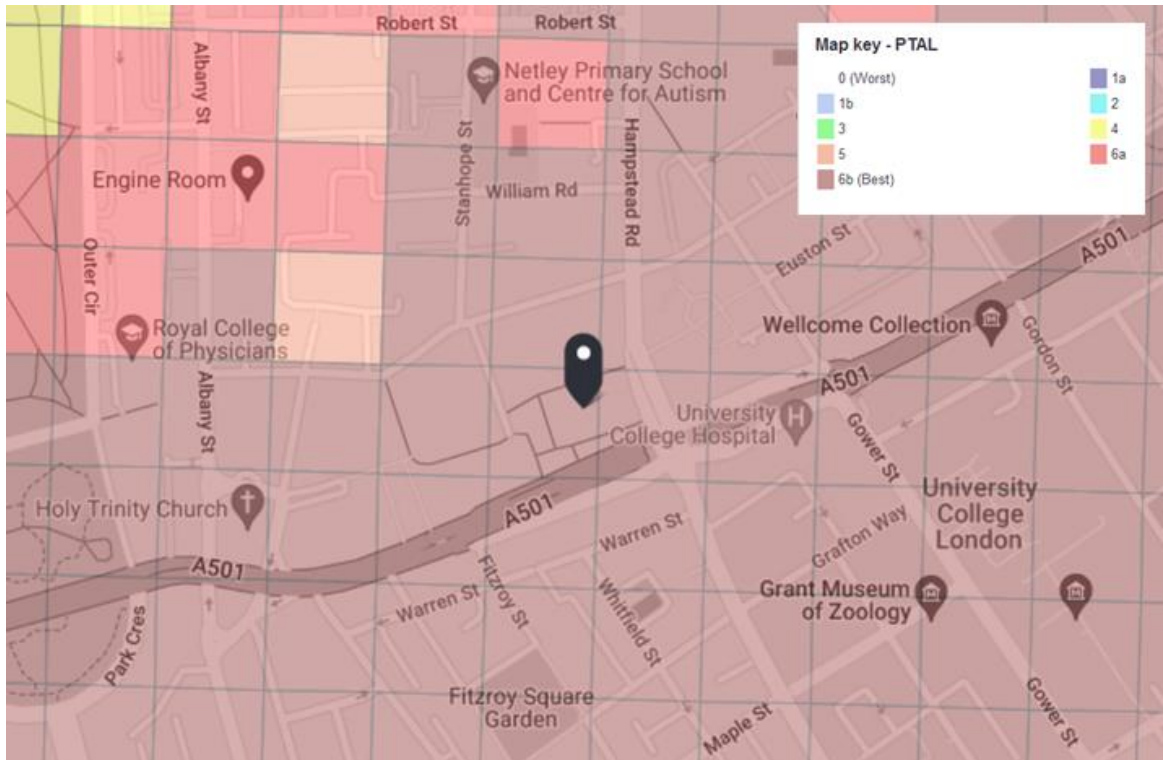 Robert St
Robert St
Map key - PTAL
0 (Worst)
1a
1b
2
3
4
5
6a
6b (Best)
Albany St
Netley Primary School
and Centre for Autism
Stanhope St
Hampstead Rd
Engine Room
William Rd
Outer Cir
Euston St
A501
Royal College
of Physicians
Wellcome Collection
Gordon St
Albany St
A501
University
College Hospital
H
Gower St
Holy Trinity Church
A501
Warren St
Grafton Way
University
College
London
A501
Fitzroy St
Warren St
Whitfield St
Grant Museum
of Zoology
Park Cres
Fitzroy Square
Garden
Maple St
Gower St